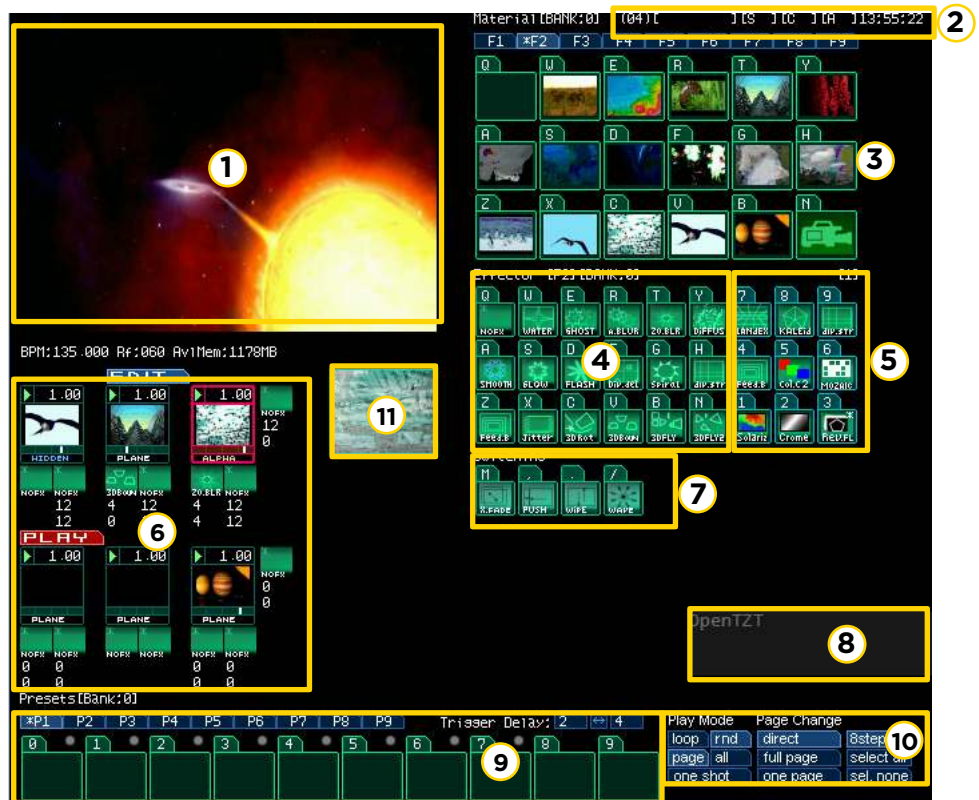 Material[BANK:0] (04)[ ][S ][C ][A ]13:55:22
2
F1 *F2 F3 F4 F5 F6 F7 F8 F9
Q W E R T Y
1
A S D F G H
3
Z X C V B N
Effector [F2][BANK:0] [1]
Q W E R T Y 7 8 9
NOFX WATER GHOST A.BLUR ZO.BLR DiFFUS KALEid div.str
BPM:135.000 Rf:060 AvlMem:1178MB
A S D F G H 4 5 6
4
5
SMOOTH GLOW FLASH Dip.del Spiral div.str Feed.B Col.C2 MOZAIC
EDIT
1.00 1.00 1.00
NOFX
12
0
11
Z X C V B N 1 2 3
Feed.B Jitter 3DRot 3DBouN 3DFLY 3DFLY2 Solariz Crome Rev.FL
HIDDEN PLANE ALPHA
Switching
M , . /
X.FADE PUSH WiPE WAVE
7
NOFX NOFX 3DBouN NOFX ZO.BLR NOFX
12 4 12 4 12
12 0 4 12
6
PLAY
1.00 1.00 1.00
NOFX
0
0
PLANE PLANE PLANE
OpenTZT
8
NOFX NOFX NOFX NOFX NOFX NOFX
0 0 0 0
0 0 0 0
Presets[Bank:0]
*P1 P2 P3 P4 P5 P6 P7 P8 P9 Trigger Delay: 2 ↔ 4
0 1 2 3 4 5 6 7 8 9
9
Play Mode Page Change
loop rnd direct 8step
10
page all full page select all
one shot one page sel. none